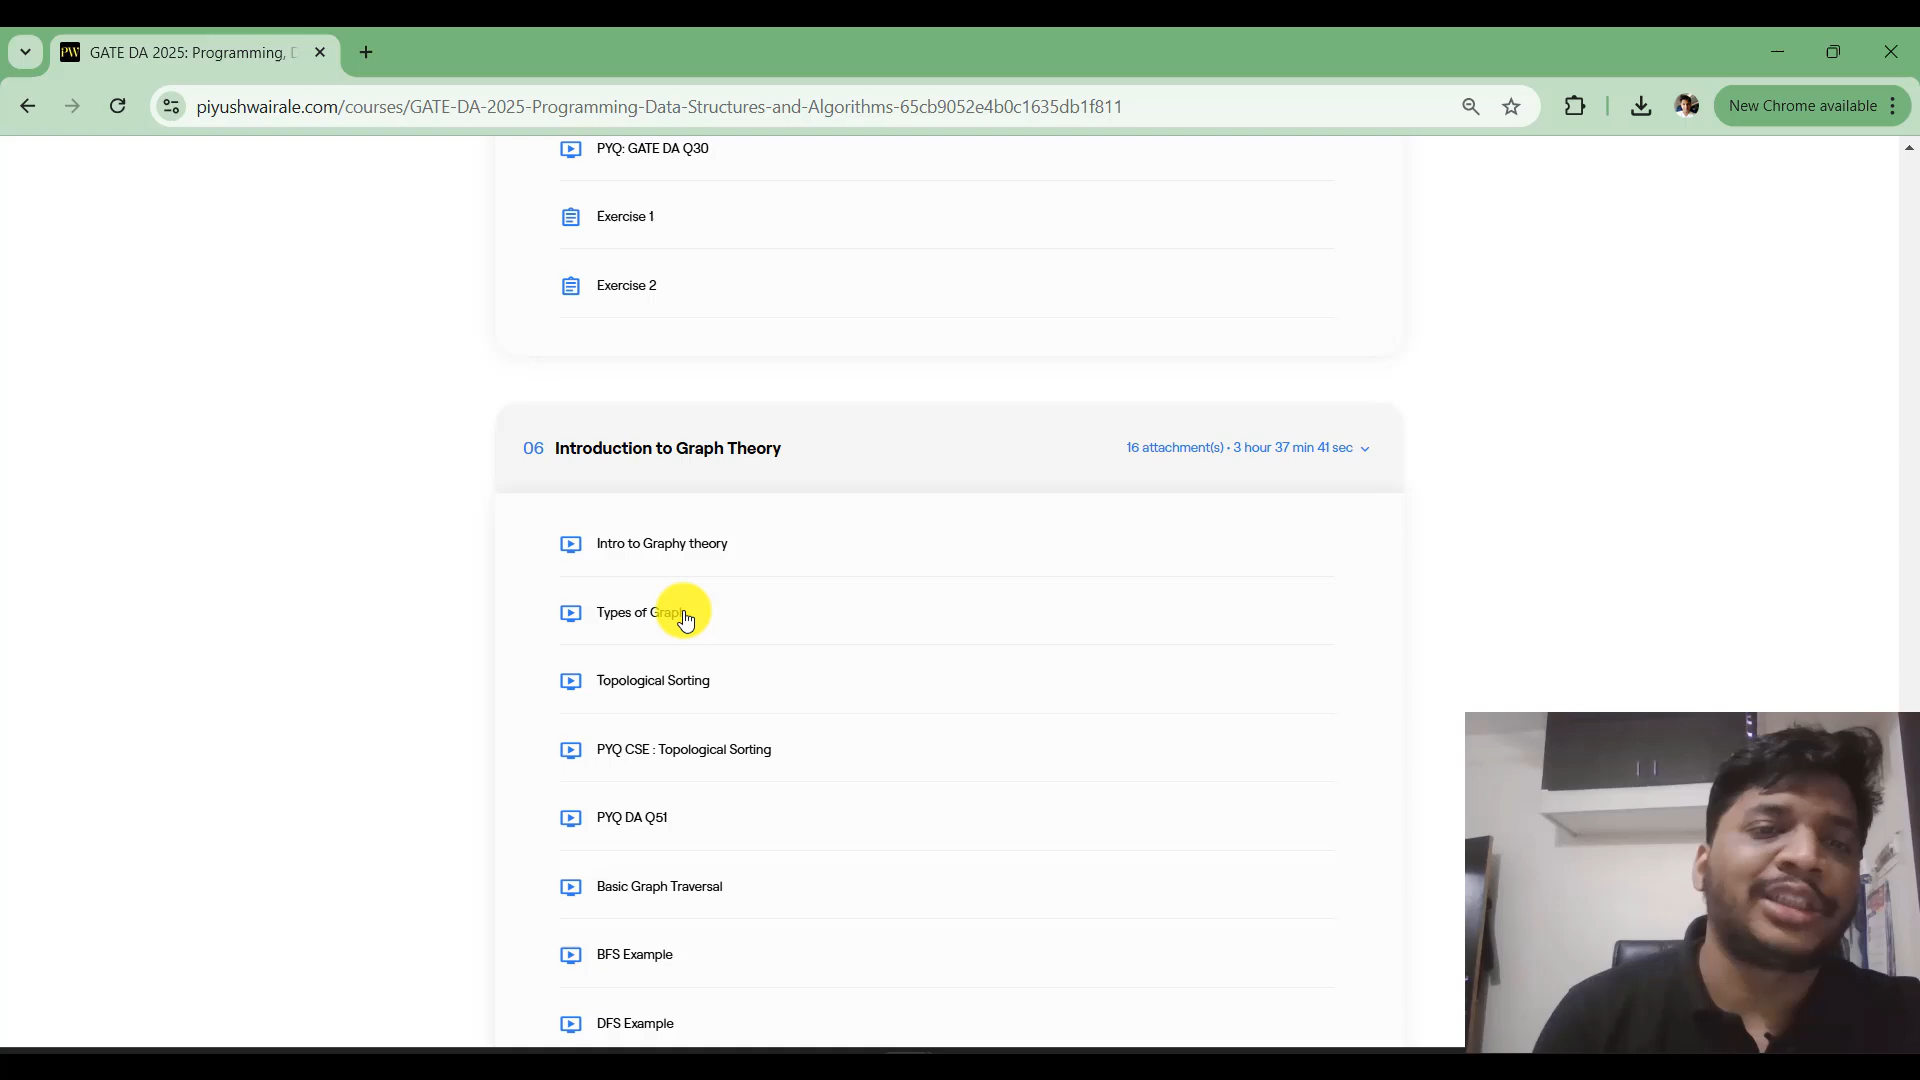 PW GATE DA 2025: Programming, D
piyushwairale.com/courses/GATE-DA-2025-Programming-Data-Structures-and-Algorithms-65cb9052e4b0c1635db1f811
New Chrome available
PYQ: GATE DA Q30
Exercise 1
Exercise 2
06 Introduction to Graph Theory 16 attachment(s) • 3 hour 37 min 41 sec
Intro to Graphy theory
Types of Graph
Topological Sorting
PYQ CSE : Topological Sorting
PYQ DA Q51
Basic Graph Traversal
BFS Example
DFS Example